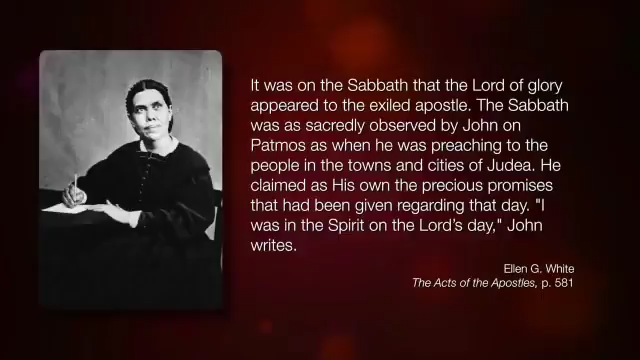 It was on the Sabbath that the Lord of glory
appeared to the exiled apostle. The Sabbath
was as sacredly observed by John on
Patmos as when he was preaching to the
people in the towns and cities of Judea. He
claimed as His own the precious promises
that had been given regarding that day. "I
was in the Spirit on the Lord's day," John
writes.
Ellen G. White
The Acts of the Apostles, p. 581